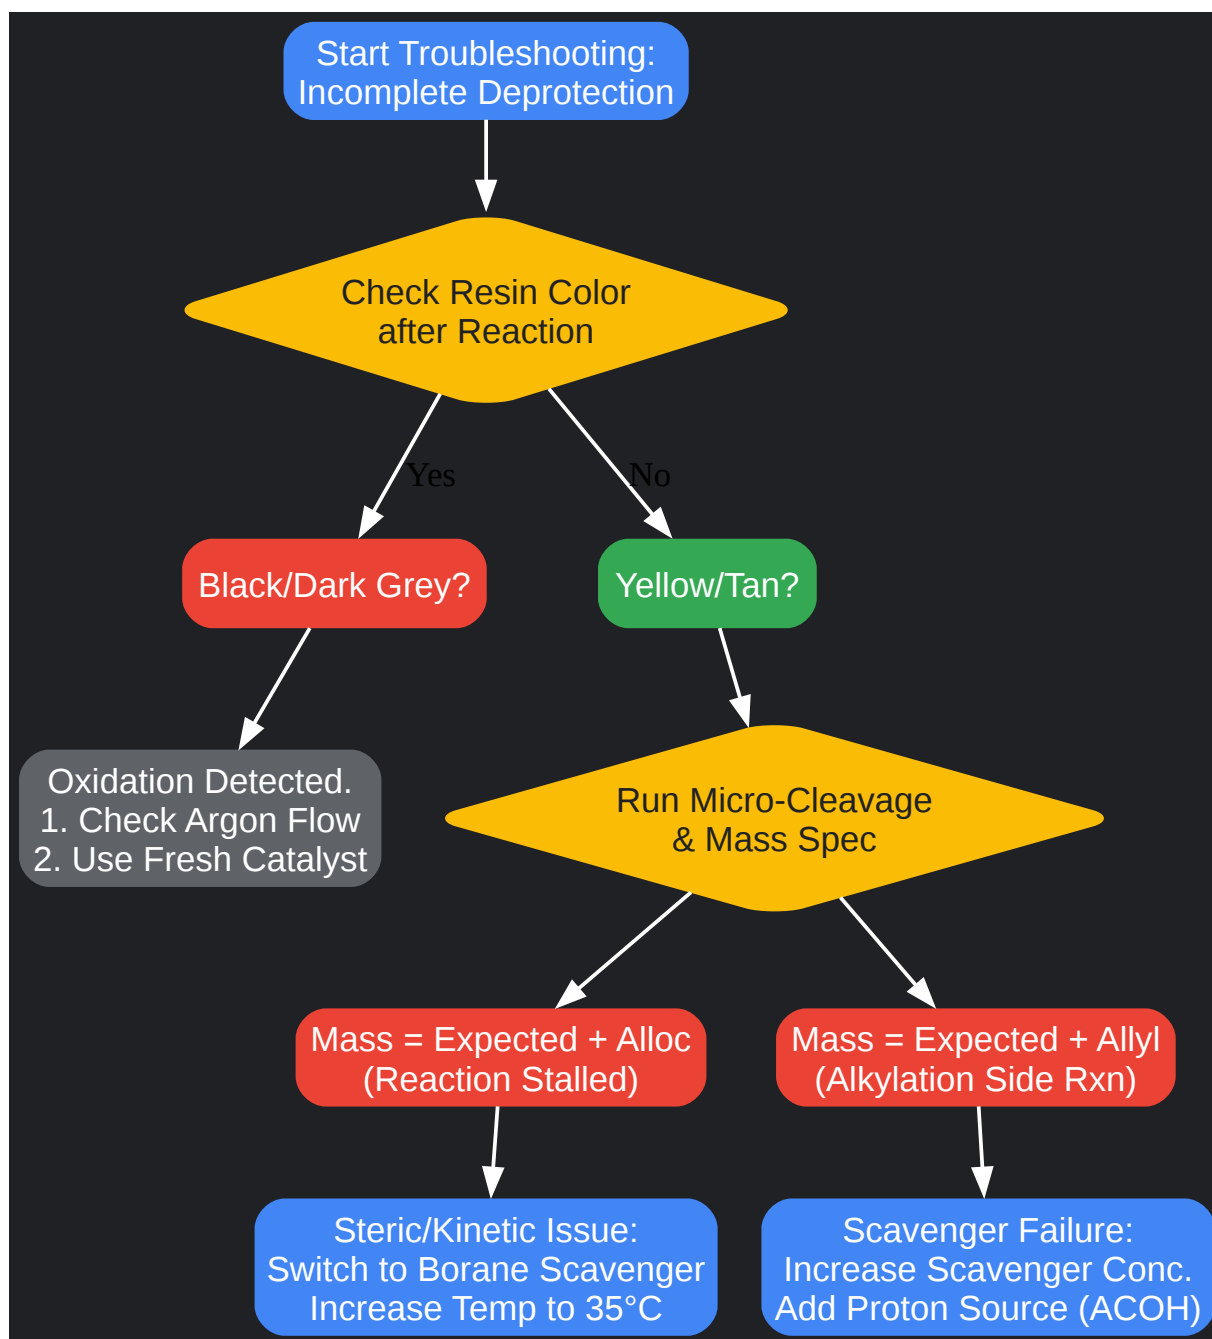 Start Troubleshooting:
Incomplete Deprotection
Check Resin Color
after Reaction
Yes
No
Black/Dark Grey?
Yellow/Tan?
Oxidation Detected.
1. Check Argon Flow
2. Use Fresh Catalyst
Run Micro-Cleavage
& Mass Spec
Mass = Expected + Alloc
(Reaction Stalled)
Mass = Expected + Allyl
(Alkylation Side Rxn)
Steric/Kinetic Issue:
Switch to Borane Scavenger
Increase Temp to 35°C
Scavenger Failure:
Increase Scavenger Conc.
Add Proton Source (ACOH)